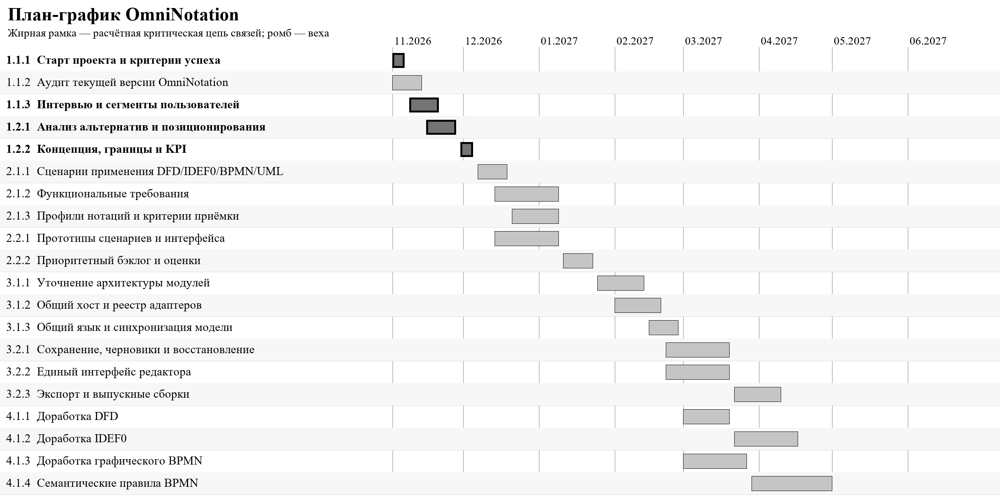 План-график OmniNotation
Жирная рамка — расчётная критическая цепь связей; ромб — веха
11.2026 12.2026 01.2027 02.2027 03.2027 04.2027 05.2027 06.2027
1.1.1 Старт проекта и критерии успеха
1.1.2 Аудит текущей версии OmniNotation
1.1.3 Интервью и сегменты пользователей
1.2.1 Анализ альтернатив и позиционирования
1.2.2 Концепция, границы и KPI
2.1.1 Сценарии применения DFD/IDEF0/BPMN/UML
2.1.2 Функциональные требования
2.1.3 Профили нотаций и критерии приёмки
2.2.1 Прототипы сценариев и интерфейса
2.2.2 Приоритетный бэклог и оценки
3.1.1 Уточнение архитектуры модулей
3.1.2 Общий хост и реестр адаптеров
3.1.3 Общий язык и синхронизация модели
3.2.1 Сохранение, черновики и восстановление
3.2.2 Единый интерфейс редактора
3.2.3 Экспорт и выпускные сборки
4.1.1 Доработка DFD
4.1.2 Доработка IDEF0
4.1.3 Доработка графического BPMN
4.1.4 Семантические правила BPMN